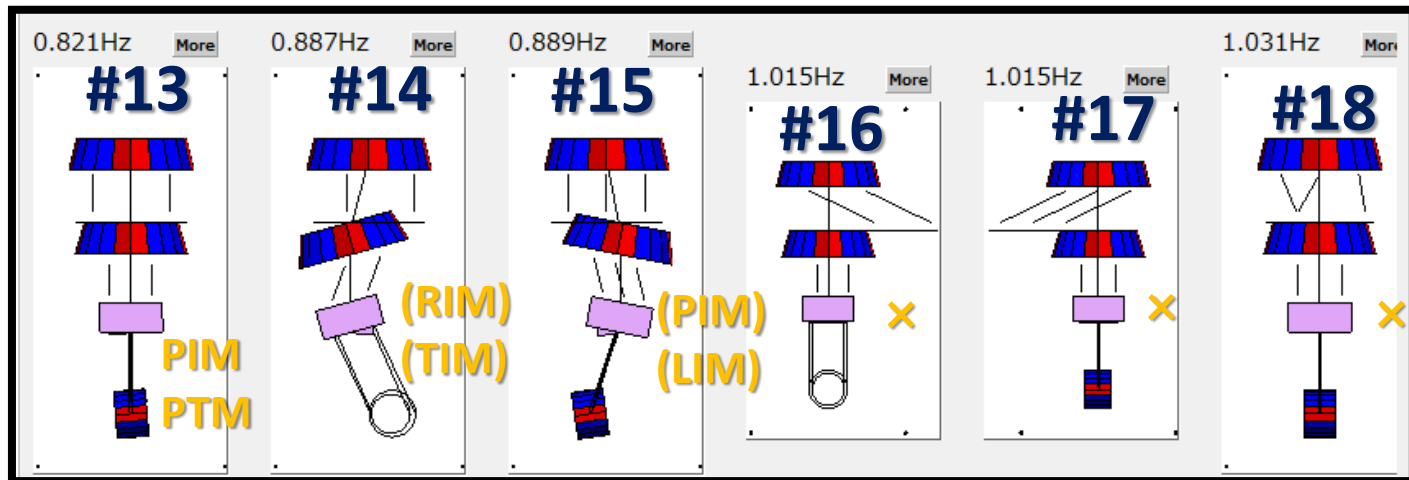 0.821Hz More
#13
PIM
PTM
0.887Hz More
#14
(RIM)
(TIM)
0.889Hz More
#15
(PIM)
(LIM)
1.015Hz More
#16
×
1.015Hz More
#17
×
1.031Hz More
#18
×